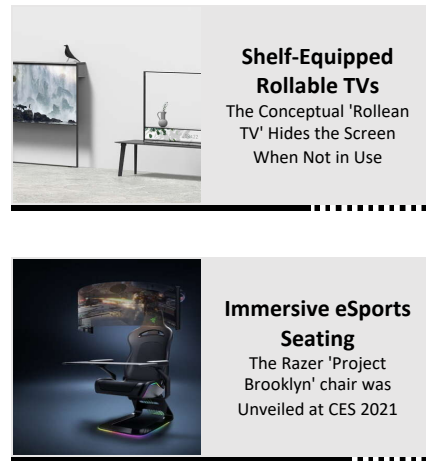 Shelf-Equipped
Rollable TVs
The Conceptual 'Rollean
TV' Hides the Screen
When Not in Use
Immersive eSports
Seating
The Razer 'Project
Brooklyn' chair was
Unveiled at CES 2021